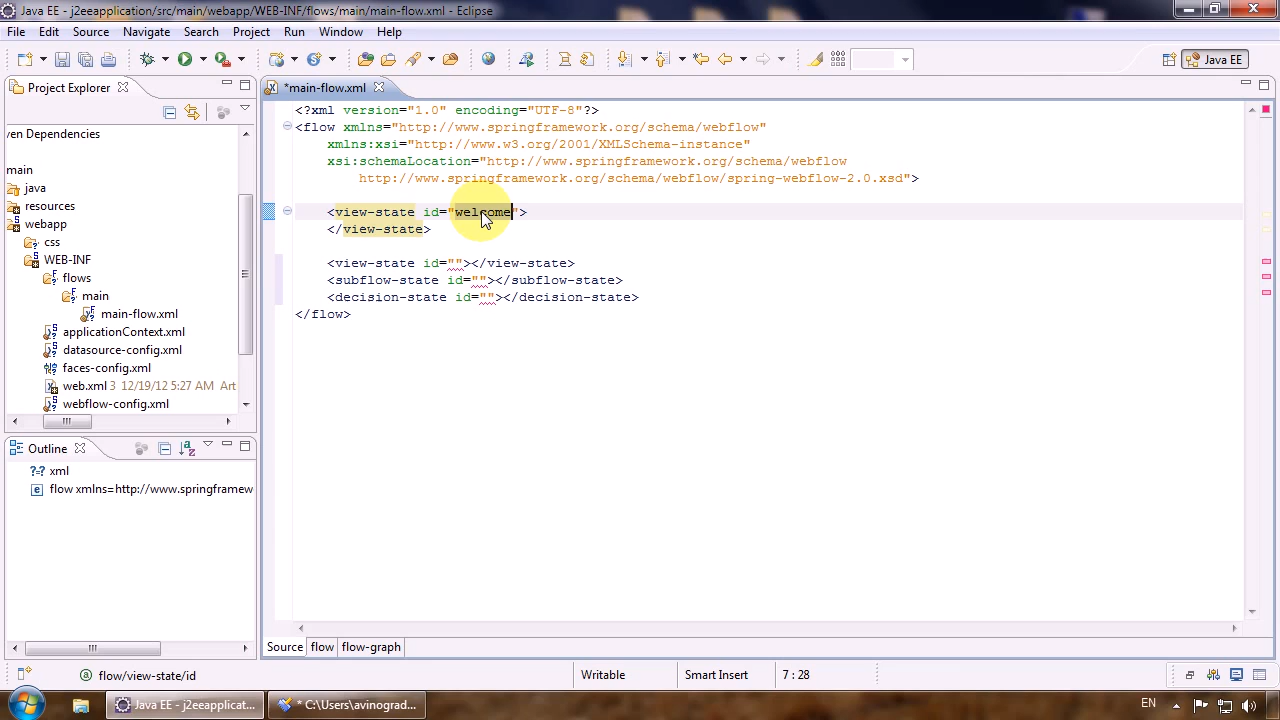 Java EE - j2eeapplication/src/main/webapp/WEB-INF/flows/main/main-flow.xml - Eclipse
File Edit Source Navigate Search Project Run Window Help
Java EE
Project Explorer
*main-flow.xml
ven Dependencies
main
java
resources
webapp
css
WEB-INF
flows
main
main-flow.xml
applicationContext.xml
datasource-config.xml
faces-config.xml
web.xml 3 12/19/12 5:27 AM Art
webflow-config.xml
<?xml version="1.0" encoding="UTF-8"?>
<flow xmlns="http://www.springframework.org/schema/webflow"
xmlns:xsi="http://www.w3.org/2001/XMLSchema-instance"
xsi:schemaLocation="http://www.springframework.org/schema/webflow
http://www.springframework.org/schema/webflow/spring-webflow-2.0.xsd">
<view-state id="welcome">
</view-state>
<view-state id=""></view-state>
<subflow-state id=""></subflow-state>
<decision-state id=""></decision-state>
</flow>
Outline
xml
flow xmlns=http://www.springframew
Source flow flow-graph
flow/view-state/id
Writable
Smart Insert
7 : 28
Java EE - j2eeapplicat...
* C:\Users\avinograd...
EN